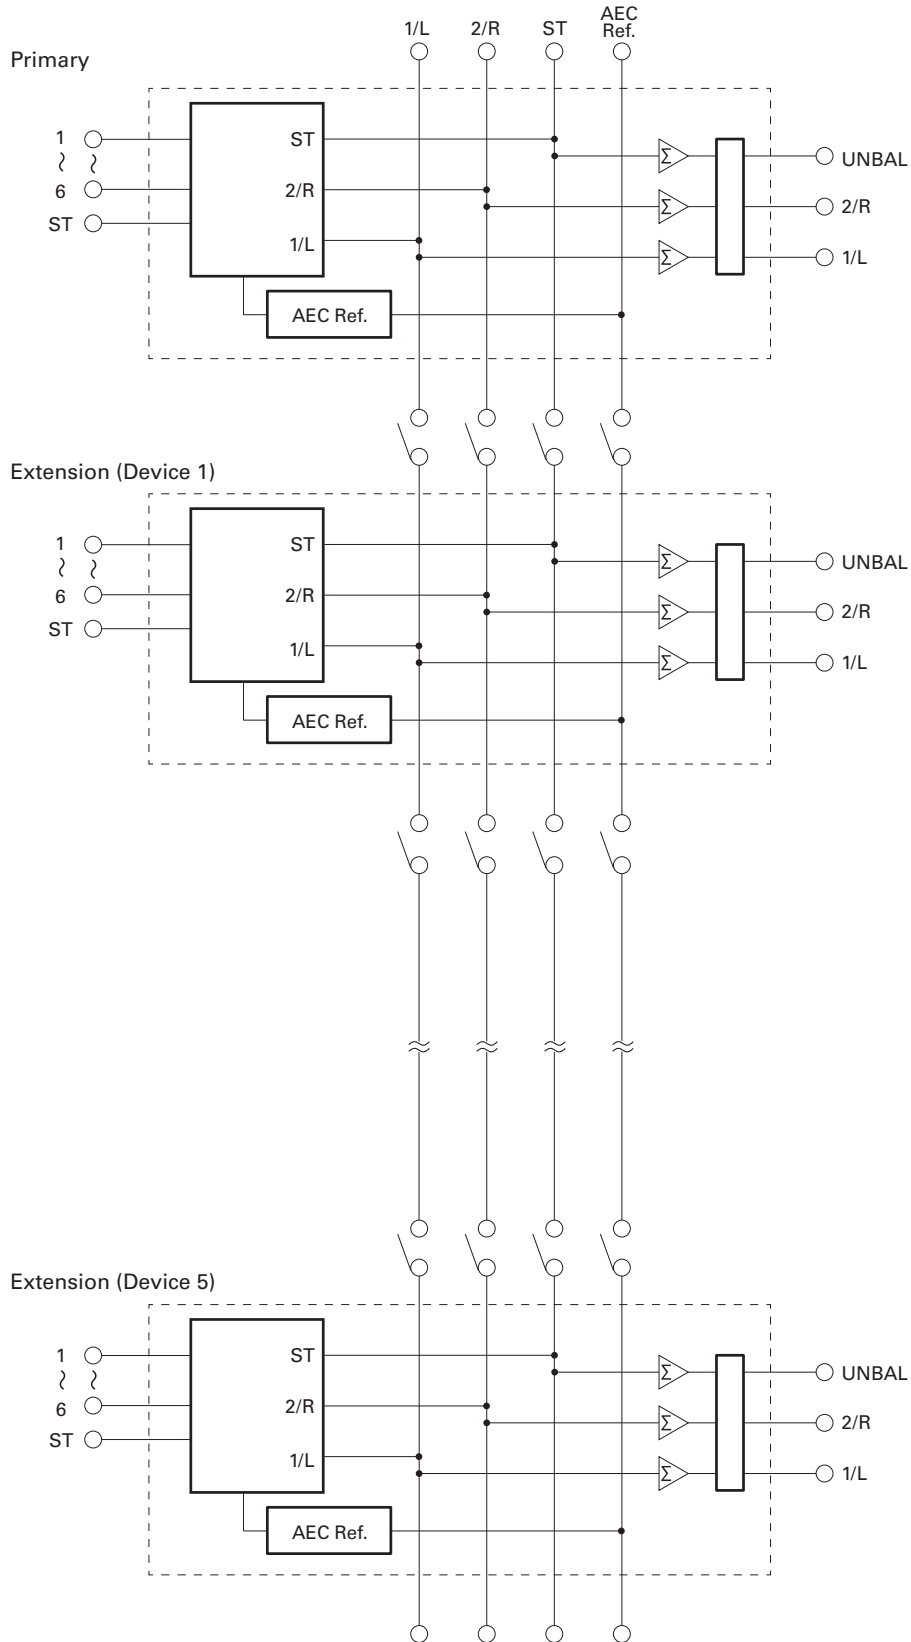 1/L 2/R ST AEC Ref.
Primary
1
~
6
ST
ST
2/R
1/L
AEC Ref.
Σ
Σ
Σ
UNBAL
2/R
1/L
Extension (Device 1)
1
~
6
ST
ST
2/R
1/L
AEC Ref.
Σ
Σ
Σ
UNBAL
2/R
1/L
Extension (Device 5)
1
~
6
ST
ST
2/R
1/L
AEC Ref.
Σ
Σ
Σ
UNBAL
2/R
1/L